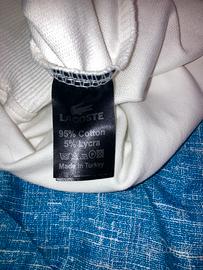 LACOSTE
95% Cotton
5% Lycra
Made in Turkey